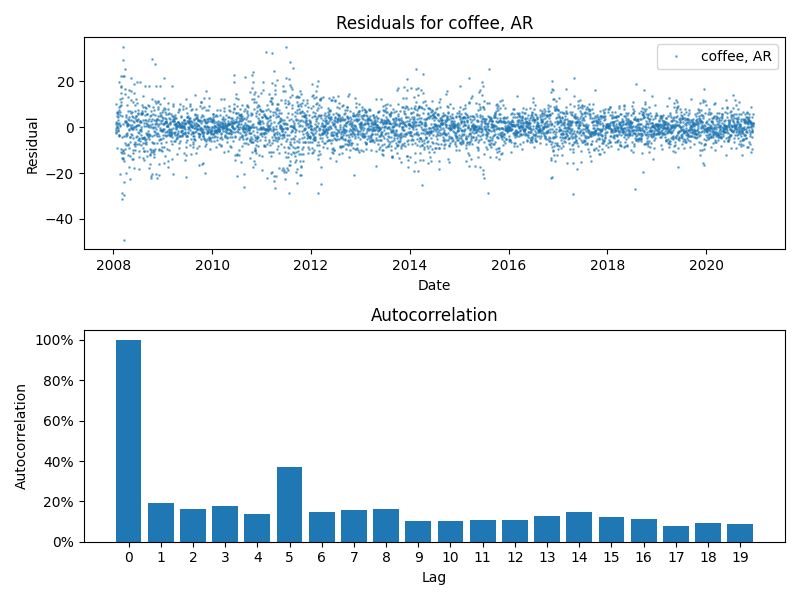 Residuals for coffee, AR
coffee, AR
Residual
20
0
−20
−40
2008 2010 2012 2014 2016 2018 2020
Date
Autocorrelation
Autocorrelation
100%
80%
60%
40%
20%
0%
0 1 2 3 4 5 6 7 8 9 10 11 12 13 14 15 16 17 18 19
Lag